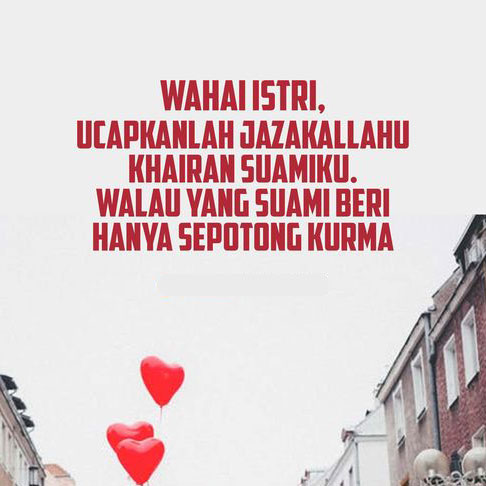 WAHAI ISTRI,
UCAPKANLAH JAZAKALLAHU
KHAIRAN SUAMIKU.
WALAU YANG SUAMI BERI
HANYA SEPOTONG KURMA